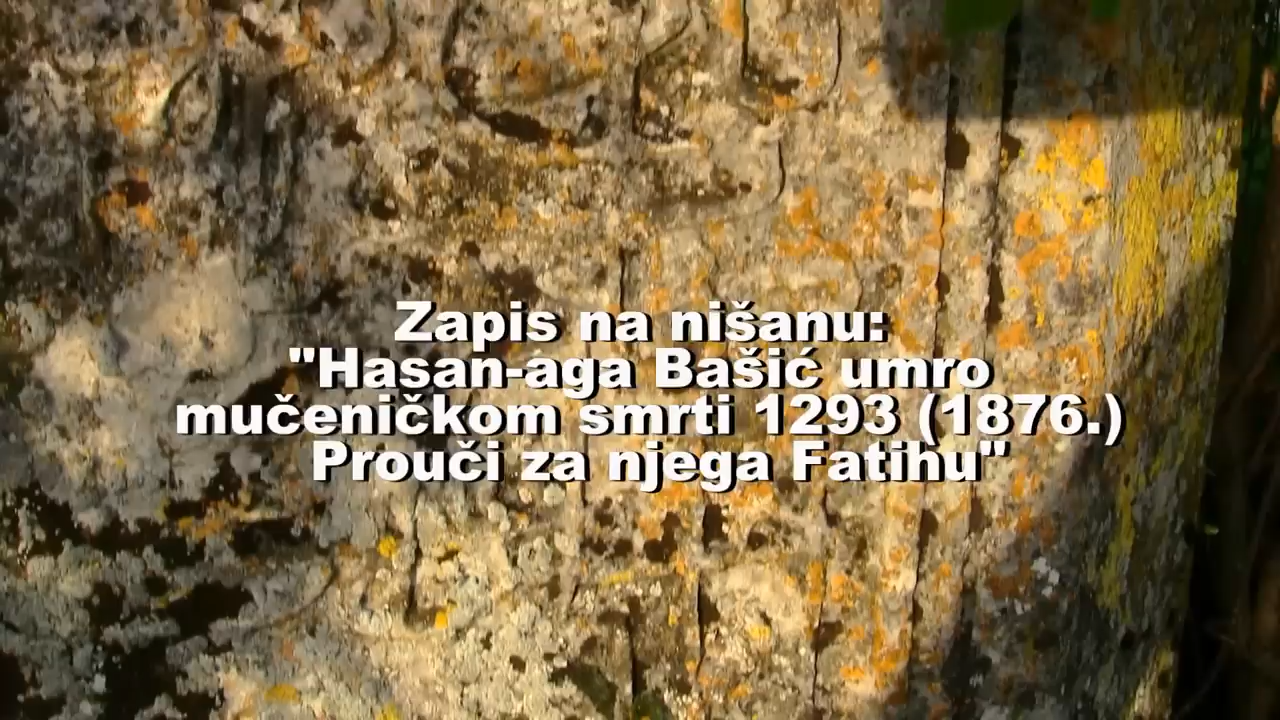 Zapis na nišanu:
"Hasan-aga Bašić umro
mučeničkom smrti 1293 (1876.)
Prouči za njega Fatihu"